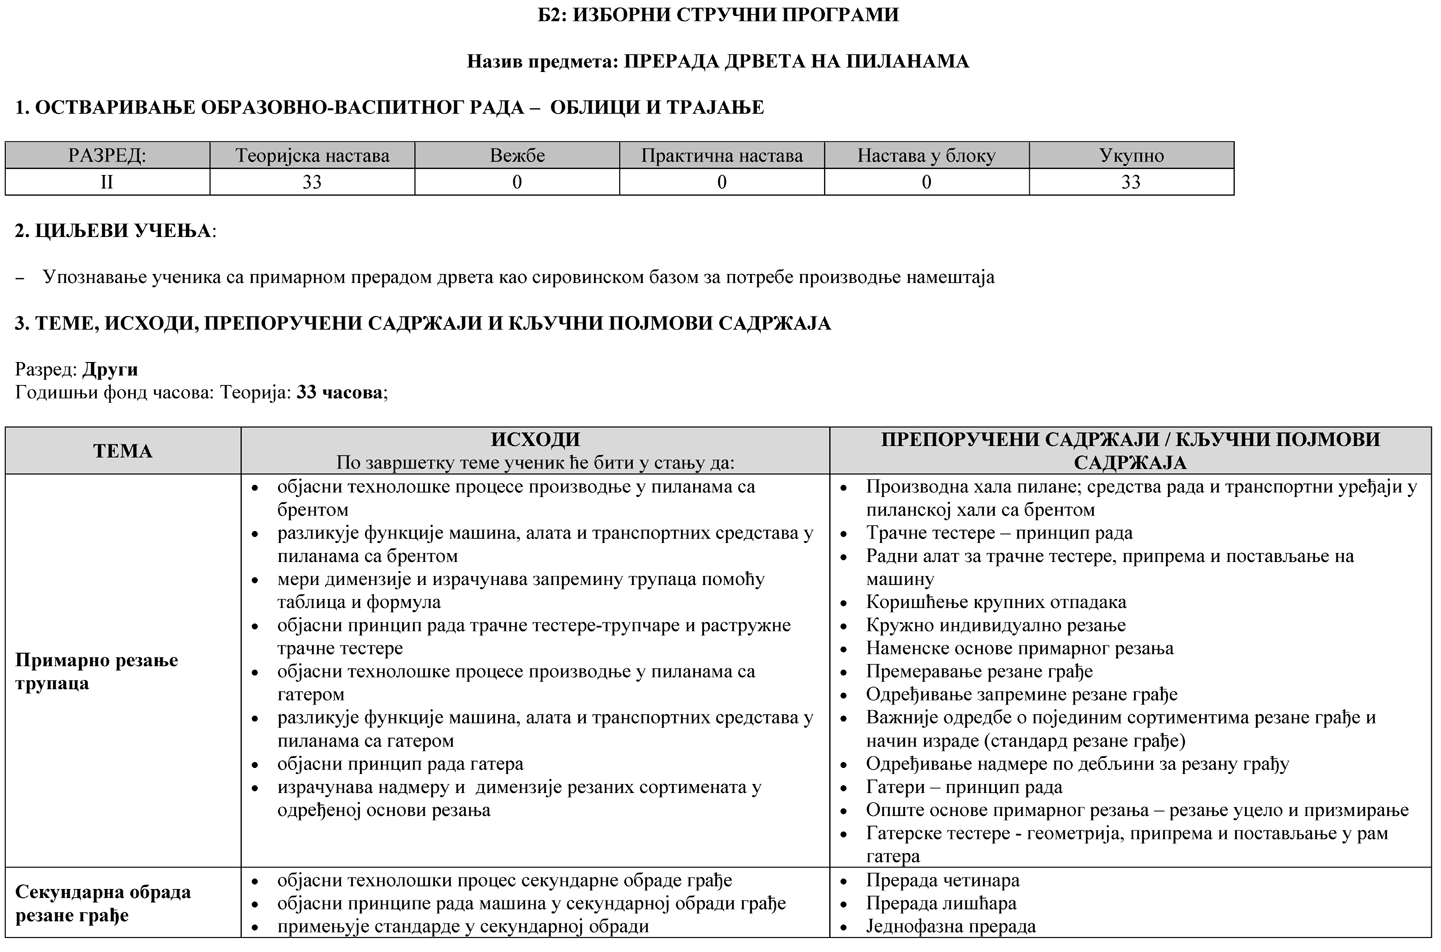 Б2: ИЗБОРНИ СТРУЧНИ ПРОГРАМИ
Назив предмета: ПРЕРАДА ДРВЕТА НА ПИЛАНАМА
1. ОСТВАРИВАЊЕ ОБРАЗОВНО-ВАСПИТНОГ РАДА – ОБЛИЦИ И ТРАЈАЊЕ
РАЗРЕД: Теоријска настава Вежбе Практична настава Настава у блоку Укупно
II 33 0 0 0 33
2. ЦИЉЕВИ УЧЕЊА:
– Упознавање ученика са примарном прерадом дрвета као сировинском базом за потребе производње намештаја
3. ТЕМЕ, ИСХОДИ, ПРЕПОРУЧЕНИ САДРЖАЈИ И КЉУЧНИ ПОЈМОВИ САДРЖАЈА
Разред: Други
Годишњи фонд часова: Теорија: 33 часова;
ТЕМА
ИСХОДИ
По завршетку теме ученик ће бити у стању да:
ПРЕПОРУЧЕНИ САДРЖАЈИ / КЉУЧНИ ПОЈМОВИ
САДРЖАЈА
Примарно резање
трупаца
• објасни технолошке процесе производње у пиланама са
брентом
• разликује функције машина, алата и транспортних средстава у
пиланама са брентом
• мери димензије и израчунава запремину трупаца помоћу
таблица и формула
• објасни принцип рада трачне тестере-трупчаре и растружне
трачне тестере
• објасни технолошке процесе производње у пиланама са
гатером
• разликује функције машина, алата и транспортних средстава у
пиланама са гатером
• објасни принцип рада гатера
• израчунава надмеру и димензије резаних сортимената у
одређеној основи резања
• Производна хала пилане; средства рада и транспортни уређаји у
пиланској хали са брентом
• Трачне тестере – принцип рада
• Радни алат за трачне тестере, припрема и постављање на
машину
• Коришћење крупних отпадака
• Кружно индивидуално резање
• Наменске основе примарног резања
• Премеравање резане грађе
• Одређивање запремине резане грађе
• Важније одредбе о појединим сортиментима резане грађе и
начин израде (стандард резане грађе)
• Одређивање надмере по дебљини за резану грађу
• Гатери – принцип рада
• Опште основе примарног резања – резање уцело и призмирање
• Гатерске тестере - геометрија, припрема и постављање у рам
гатера
Секундарна обрада
резане грађе
• објасни технолошки процес секундарне обраде грађе
• објасни принципе рада машина у секундарној обради грађе
• примењује стандарде у секундарној обради
• Прерада четинара
• Прерада лишћара
• Једнофазна прерада